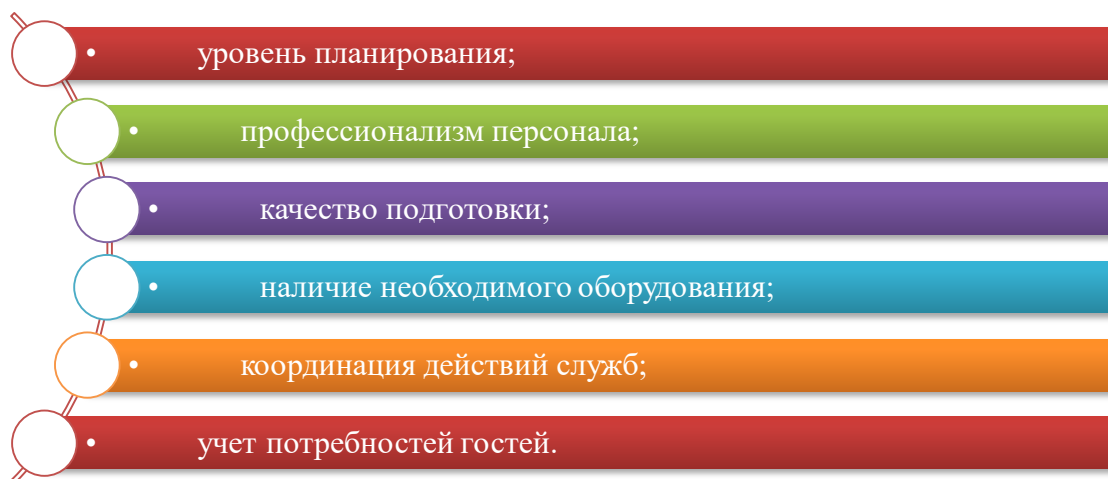 • уровень планирования;
• профессионализм персонала;
• качество подготовки;
• наличие необходимого оборудования;
• координация действий служб;
• учет потребностей гостей.